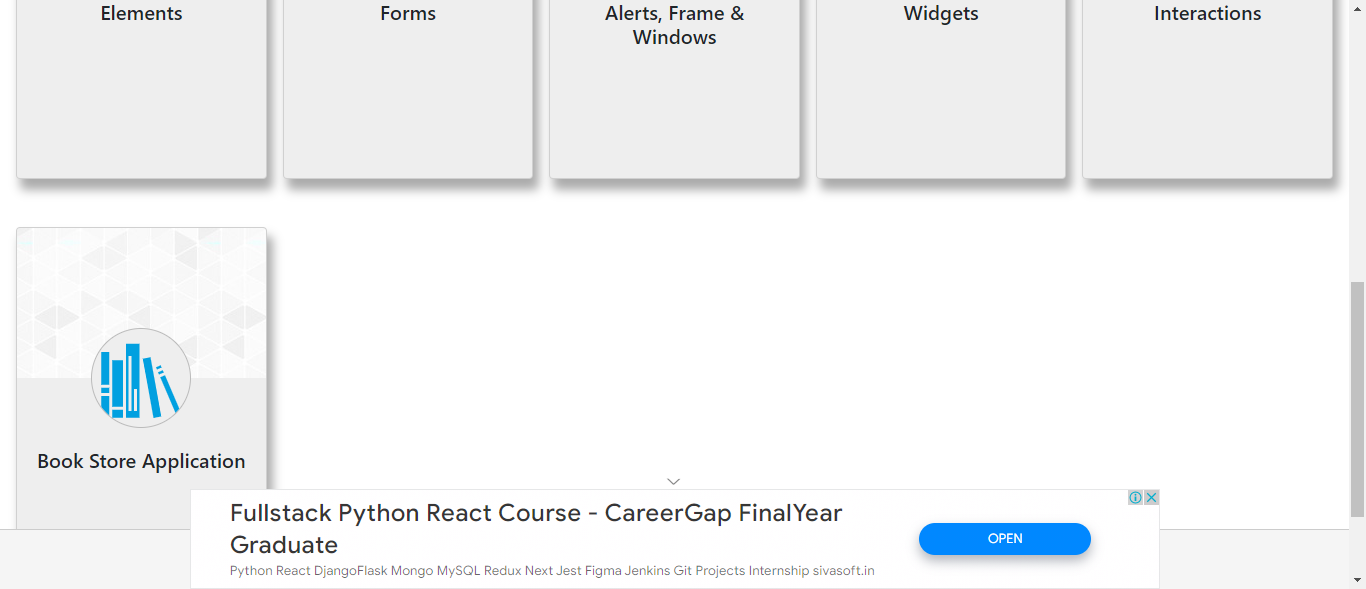 Elements
Forms
Alerts, Frame &
Windows
Widgets
Interactions
Book Store Application
Fullstack Python React Course - CareerGap FinalYear
Graduate
Python React DjangoFlask Mongo MySQL Redux Next Jest Figma Jenkins Git Projects Internship sivasoft.in
OPEN